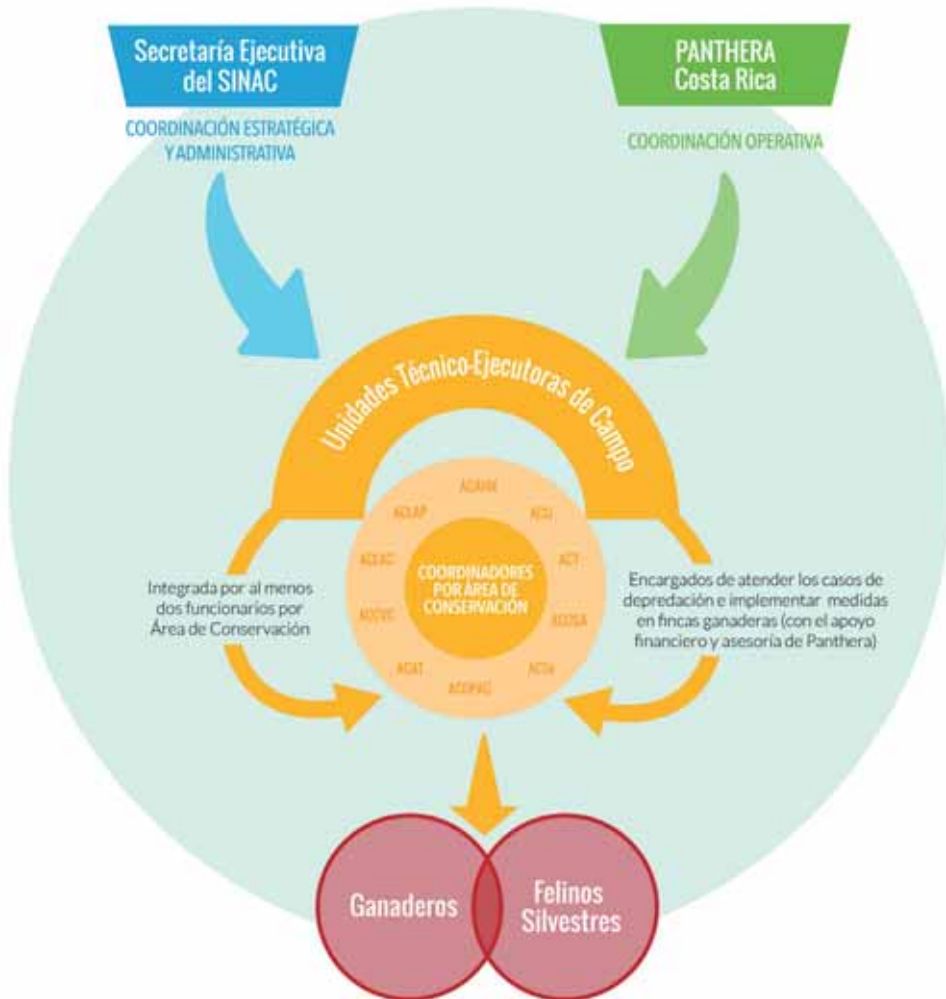 Secretaría Ejecutiva
del SINAC
PANTHERA
Costa Rica
COORDINACIÓN ESTRATÉGICA
Y ADMINISTRATIVA
COORDINACIÓN OPERATIVA
Unidades Técnico-Ejecutoras de Campo
ACG
ACT
ACOSA
ACTo
ACOPAC
ACAT
ACCVC
ACLAC
ACLAP
COORDINADORES
POR ÁREA DE
CONSERVACIÓN
Integrada por al menos
dos funcionarios por
Área de Conservación
Encargados de atender los casos de
depredación e implementar medidas
en fincas ganaderas (con el apoyo
financiero y asesoría de Panthera)
Ganaderos
Felinos
Silvestres